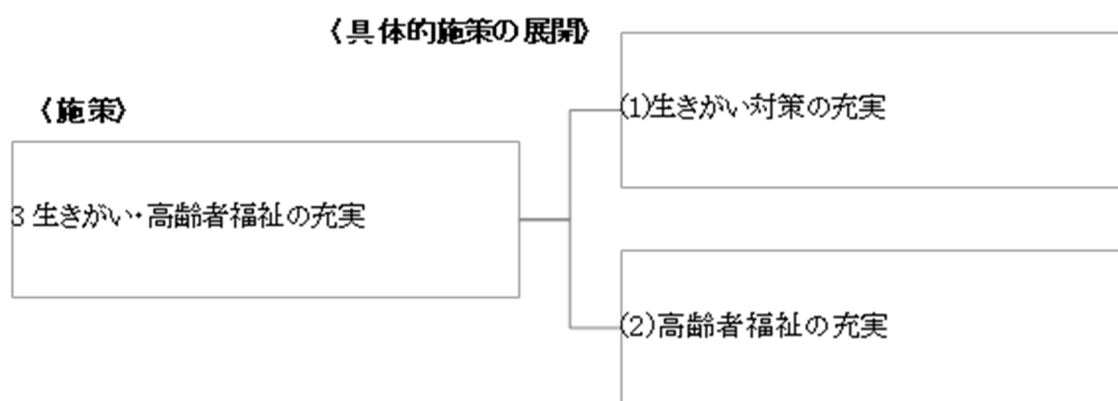 〈具体的施策の展開〉
〈施策〉
(1)生きがい対策の充実
3 生きがい・高齢者福祉の充実
(2)高齢者福祉の充実